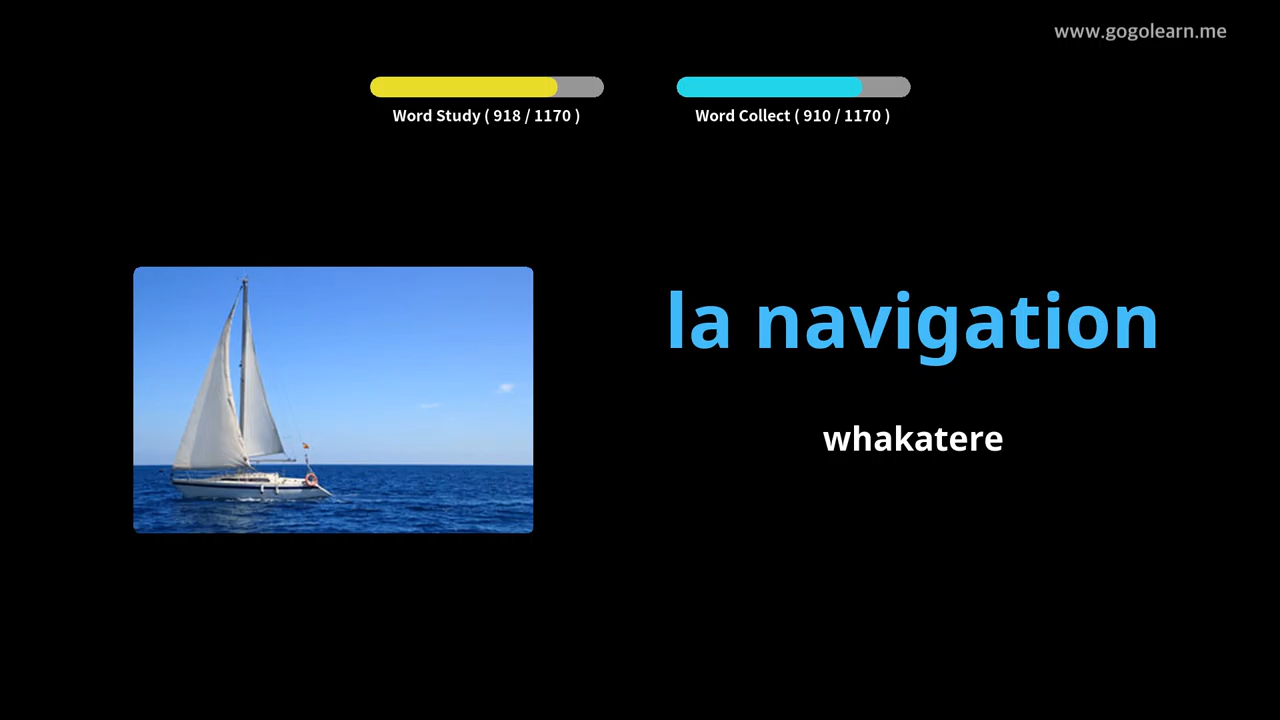 www.gogolearn.me
Word Study ( 918 / 1170 )
Word Collect ( 910 / 1170 )
la navigation
whakatere